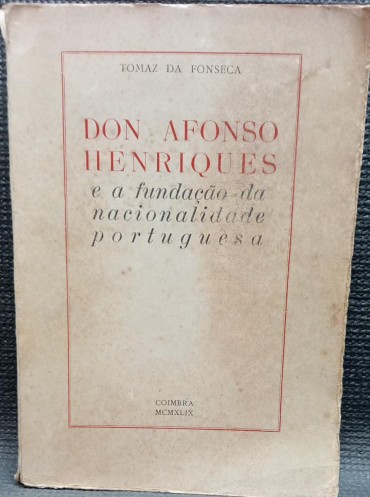 TOMAZ DA FONSECA
DON AFONSO
HENRIQUES
e a fundação da
nacionalidade
portuguesa
COIMBRA
MCMXLIX